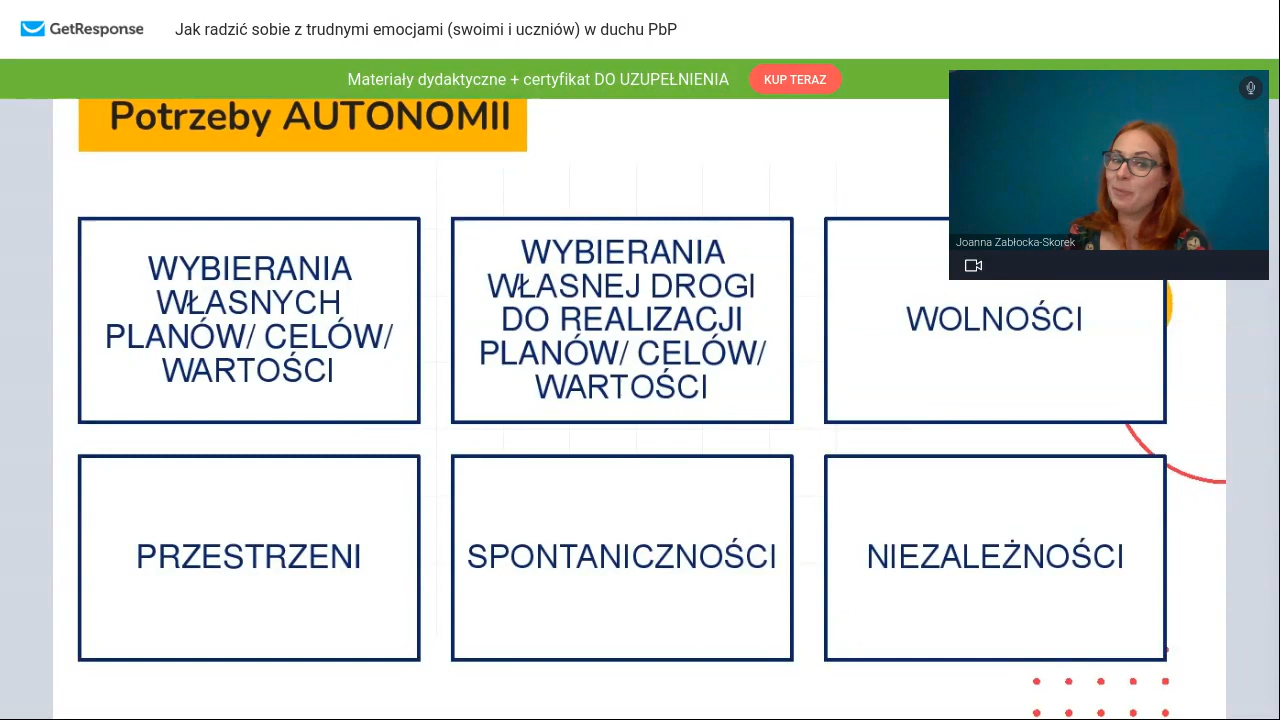 GetResponse
Jak radzić sobie z trudnymi emocjami (swoimi i uczniów) w duchu PbP
Materiały dydaktyczne + certyfikat DO UZUPEŁNIENIA
KUP TERAZ
Potrzeby AUTONOMII
Joanna Zabłocka-Skorek
WYBIERANIA
WŁASNYCH
PLANÓW/ CELÓW/
WARTOŚCI
WYBIERANIA
WŁASNEJ DROGI
DO REALIZACJI
PLANÓW/ CELÓW/
WARTOŚCI
WOLNOŚCI
PRZESTRZENI
SPONTANICZNOŚCI
NIEZALEŻNOŚCI